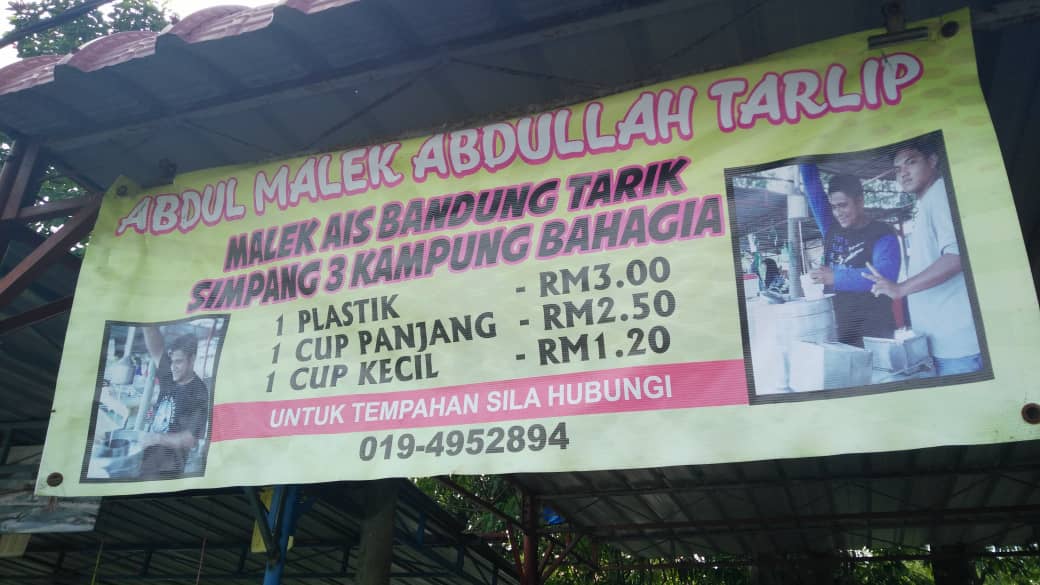 ABDUL MALEK ABDULLAH TARLIP
MALEK AIS BANDUNG TARIK
SIMPANG 3 KAMPUNG BAHAGIA
1 PLASTIK - RM3.00
1 CUP PANJANG - RM2.50
1 CUP KECIL - RM1.20
UNTUK TEMPAHAN SILA HUBUNGI
019-4952894